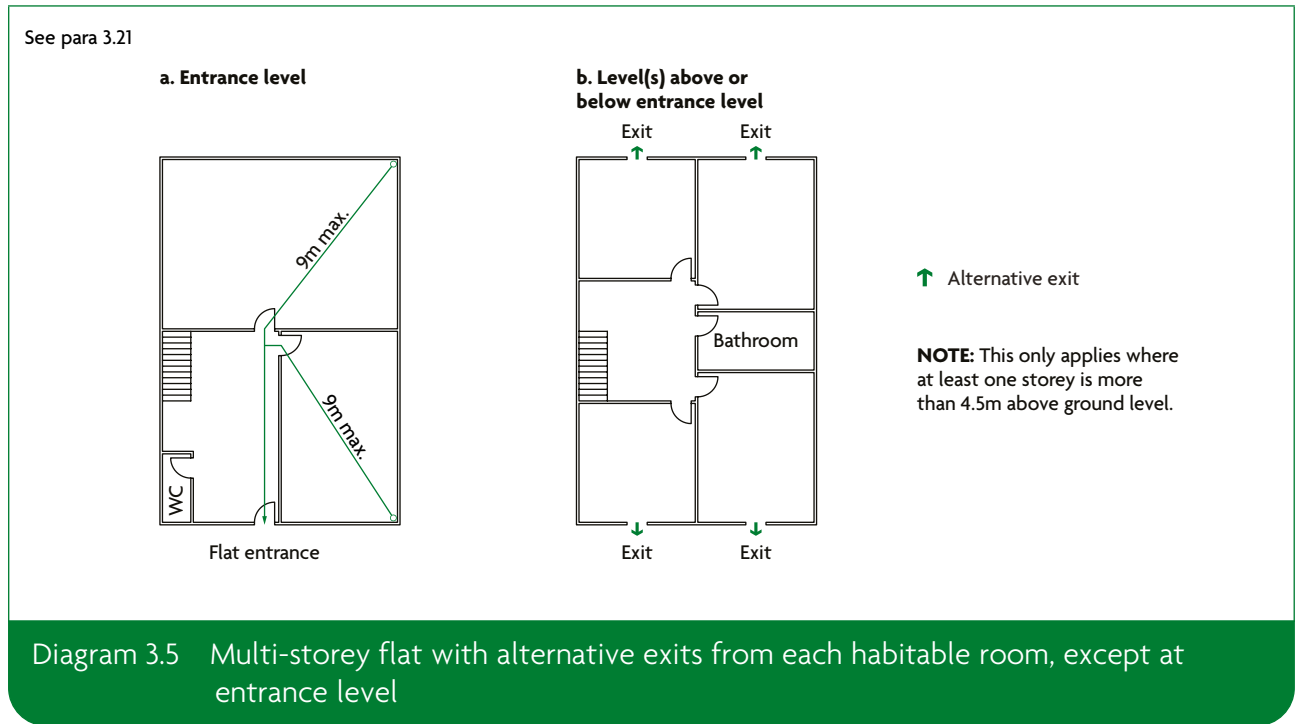 See para 3.21
a. Entrance level
9m max.
9m max.
WC
Flat entrance
b. Level(s) above or
below entrance level
Exit Exit
Bathroom
Exit Exit
Alternative exit
NOTE: This only applies where
at least one storey is more
than 4.5m above ground level.
Diagram 3.5 Multi-storey flat with alternative exits from each habitable room, except at
entrance level